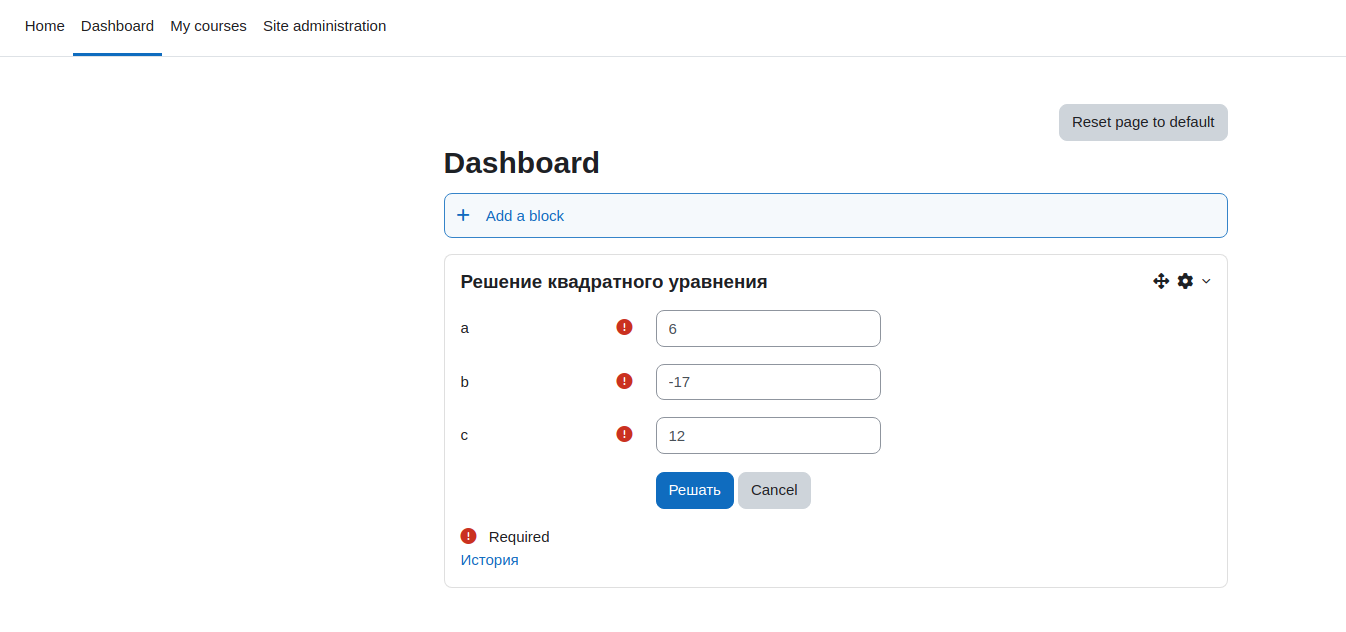 Home Dashboard My courses Site administration
Reset page to default
Dashboard
+ Add a block
Решение квадратного уравнения
a 6
b -17
c 12
Решать Cancel
Required
История